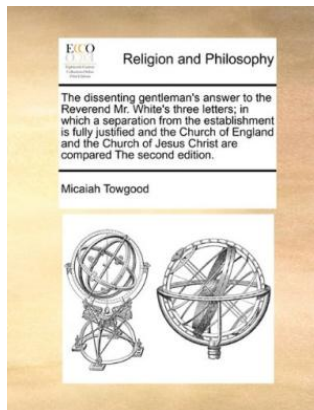 ECCO
Religion and Philosophy
The dissenting gentleman's answer to the
Reverend Mr. White's three letters; in
which a separation from the establishment
is fully justified and the Church of England
and the Church of Jesus Christ are
compared The second edition.
Micaiah Towgood